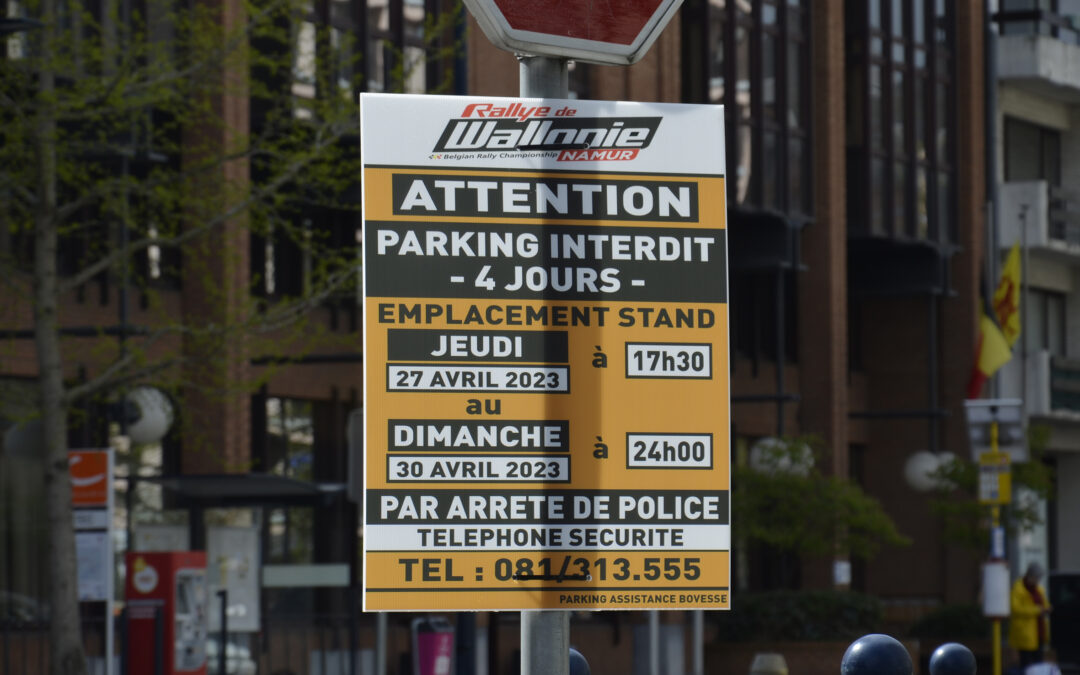 Rallye de
Wallonie
Belgian Rally Championship NAMUR
ATTENTION
PARKING INTERDIT
- 4 JOURS -
EMPLACEMENT STAND
JEUDI
27 AVRIL 2023
à 17h30
au
DIMANCHE
30 AVRIL 2023
à 24h00
PAR ARRETE DE POLICE
TELEPHONE SECURITE
TEL : 081/313.555
PARKING ASSISTANCE BOVESSE